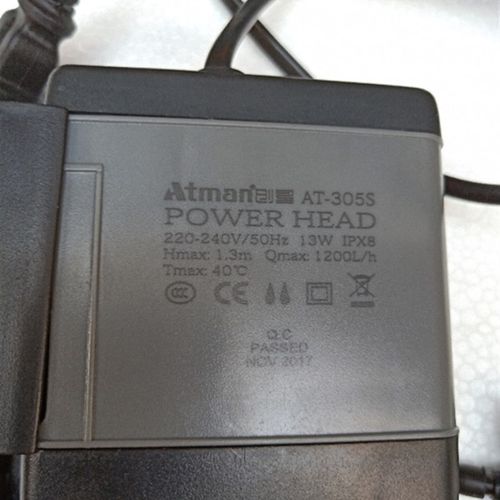 Atman AT-305S
POWER HEAD
220-240V/50Hz 13W IPX8
Hmax: 1.3m Qmax: 1200L/h
Tmax: 40℃
CCC CE
Q.C
PASSED
NOV 2017